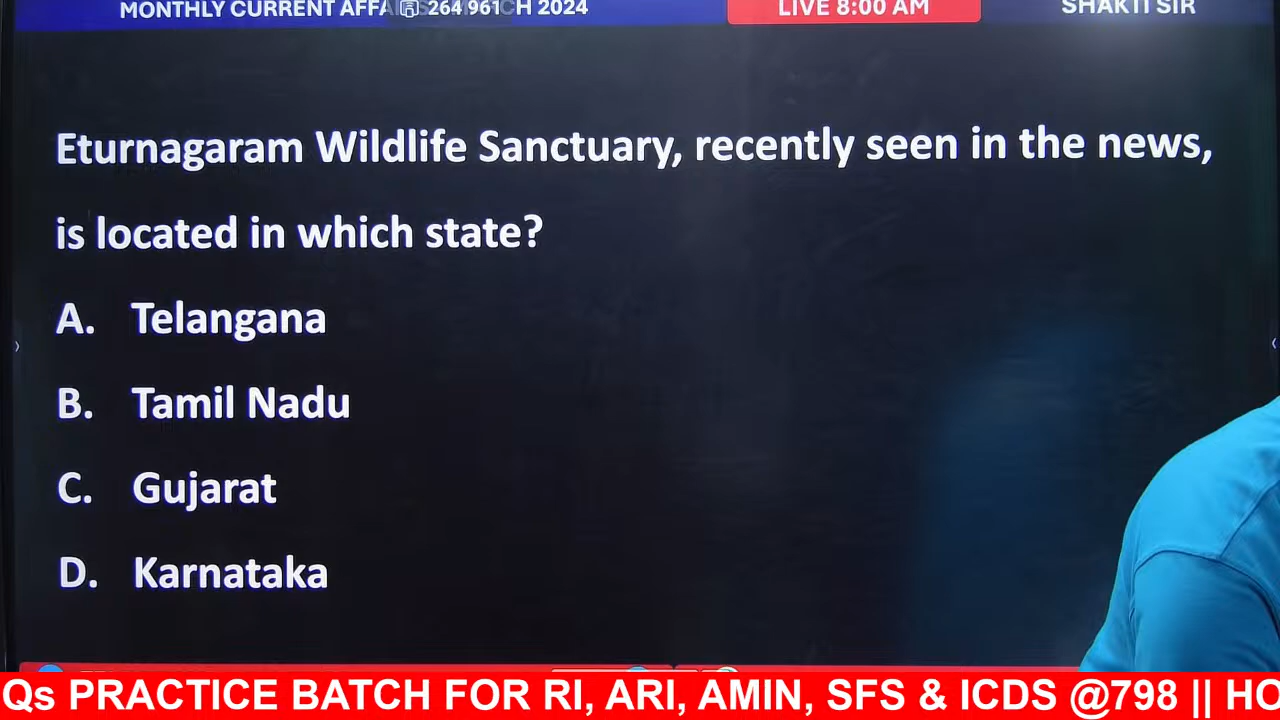 MONTHLY CURRENT AFFA 264 961 CH 2024
LIVE 8:00 AM
SHAKTI SIR
Eturnagaram Wildlife Sanctuary, recently seen in the news,
is located in which state?
A. Telangana
B. Tamil Nadu
C. Gujarat
D. Karnataka
Qs PRACTICE BATCH FOR RI, ARI, AMIN, SFS & ICDS @798 || HO